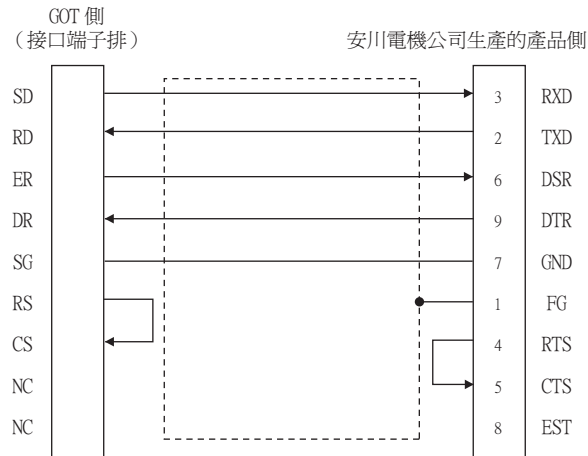 GOT 側
（接口端子排）
安川電機公司生產的產品側
SD 3 RXD
RD 2 TXD
ER 6 DSR
DR 9 DTR
SG 7 GND
RS 1 FG
CS 4 RTS
NC 5 CTS
NC 8 EST